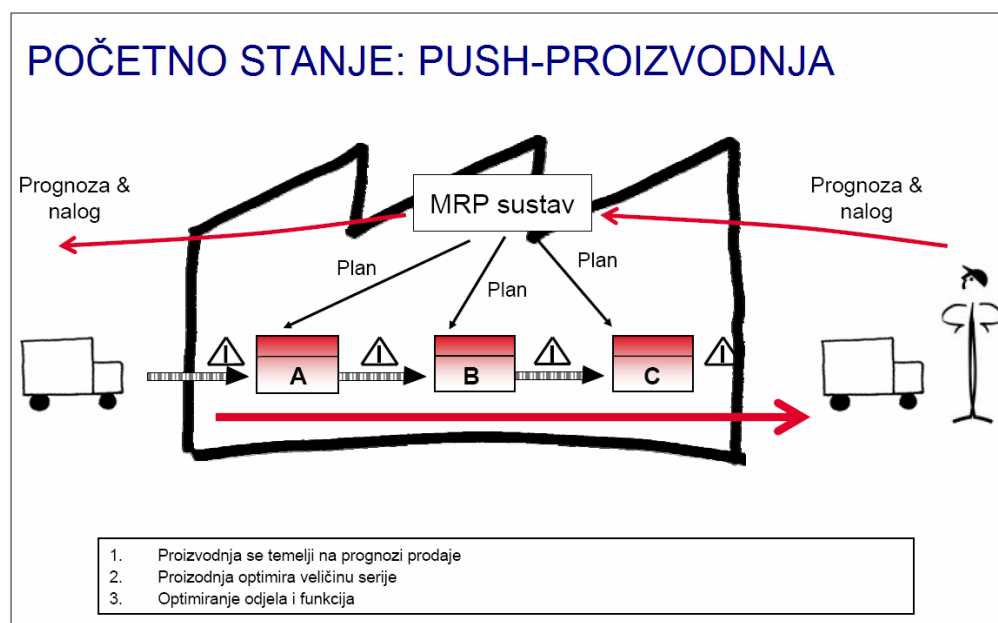 POČETNO STANJE: PUSH-PROIZVODNJA
Prognoza &
nalog
MRP sustav
Prognoza &
nalog
Plan
Plan
Plan
I
A
I
B
I
C
I
1. Proizvodnja se temelji na prognozi prodaje
2. Proizodnja optimira veličinu serije
3. Optimiranje odjela i funkcija